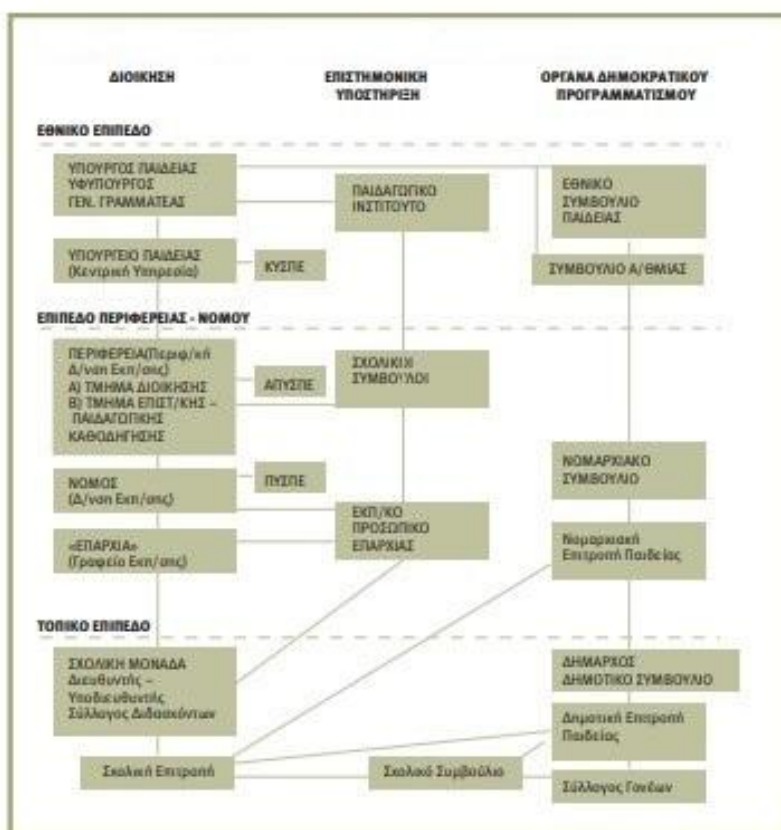 ΔΙΟΙΚΗΣΗ
ΕΠΙΣΤΗΜΟΝΙΚΗ
ΥΠΟΣΤΗΡΙΞΗ
ΟΡΓΑΝΑ ΔΗΜΟΚΡΑΤΙΚΟΥ
ΠΡΟΓΡΑΜΜΑΤΙΣΜΟΥ
ΕΘΝΙΚΟ ΕΠΙΠΕΔΟ
ΥΠΟΥΡΓΟΣ ΠΑΙΔΕΙΑΣ
ΥΦΥΠΟΥΡΓΟΣ
ΓΕΝ. ΓΡΑΜΜΑΤΕΑΣ
ΠΑΙΔΑΓΩΓΙΚΟ
ΙΝΣΤΙΤΟΥΤΟ
ΕΘΝΙΚΟ
ΣΥΜΒΟΥΛΙΟ
ΠΑΙΔΕΙΑΣ
ΥΠΟΥΡΓΕΙΟ ΠΑΙΔΕΙΑΣ
(Κεντρική Υπηρεσία)
ΚΥΣΠΕ
ΣΥΜΒΟΥΛΙΟ Α/ΘΜΙΑΣ
ΕΠΙΠΕΔΟ ΠΕΡΙΦΕΡΕΙΑΣ - ΝΟΜΟΥ
ΠΕΡΙΦΕΡΕΙΑ(Περιφ/κή
Δ/νση Εκπ/σης)
Α) ΤΜΗΜΑ ΔΙΟΙΚΗΣΗΣ
Β) ΤΜΗΜΑ ΕΠΙΣΤ/ΚΗΣ –
ΠΑΙΔΑΓΩΓΙΚΗΣ
ΚΑΘΟΔΗΓΗΣΗΣ
ΑΠΥΣΠΕ
ΣΧΟΛΙΚΟΙ
ΣΥΜΒΟΥΛΟΙ
ΝΟΜΟΣ
(Δ/νση Εκπ/σης)
ΠΥΣΠΕ
ΝΟΜΑΡΧΙΑΚΟ
ΣΥΜΒΟΥΛΙΟ
«ΕΠΑΡΧΙΑ»
(Γραφείο Εκπ/σης)
ΕΚΠ/ΚΟ
ΠΡΟΣΩΠΙΚΟ
ΕΠΑΡΧΙΑΣ
Νομαρχιακή
Επιτροπή Παιδείας
ΤΟΠΙΚΟ ΕΠΙΠΕΔΟ
ΣΧΟΛΙΚΗ ΜΟΝΑΔΑ
Διευθυντής –
Υποδιευθυντής
Σύλλογος Διδασκόντων
ΔΗΜΑΡΧΟΣ
ΔΗΜΟΤΙΚΟ ΣΥΜΒΟΥΛΙΟ
Δημοτική Επιτροπή
Παιδείας
Σχολική Επιτροπή
Σχολικό Συμβούλιο
Σύλλογος Γονέων